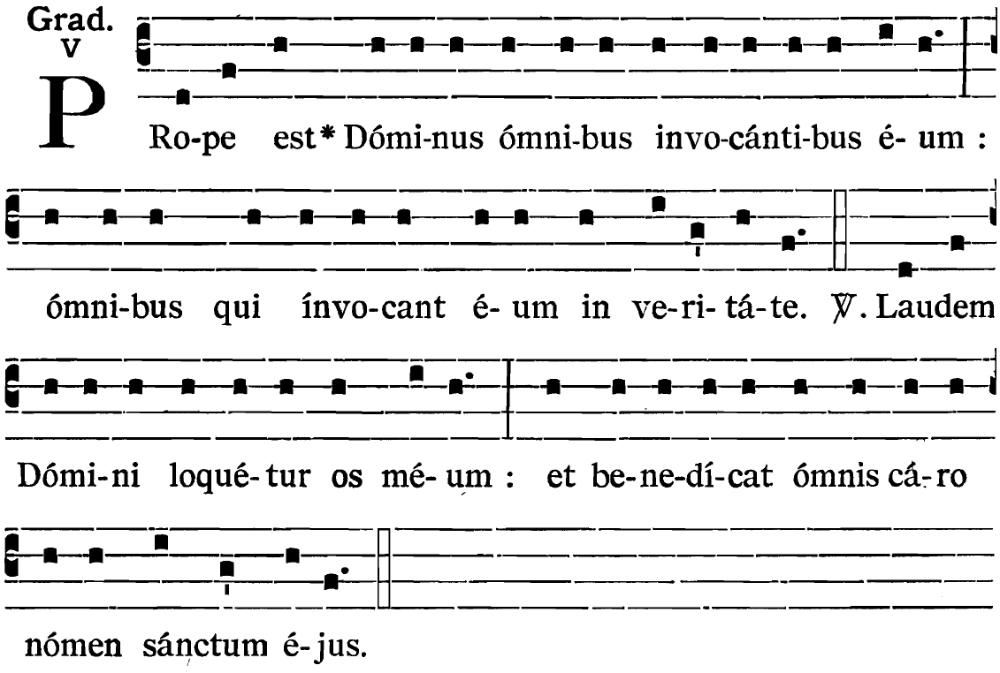 Grad.
V
PRo-pe est* Dómi-nus ómni-bus invo-cánti-bus é- um :
ómni-bus qui ínvo-cant é- um in ve-ri-tá-te. ℣. Laudem
Dómi-ni loqué-tur os mé-um : et be-ne-dí-cat ómnis cá-ro
nómen sánctum é-jus.